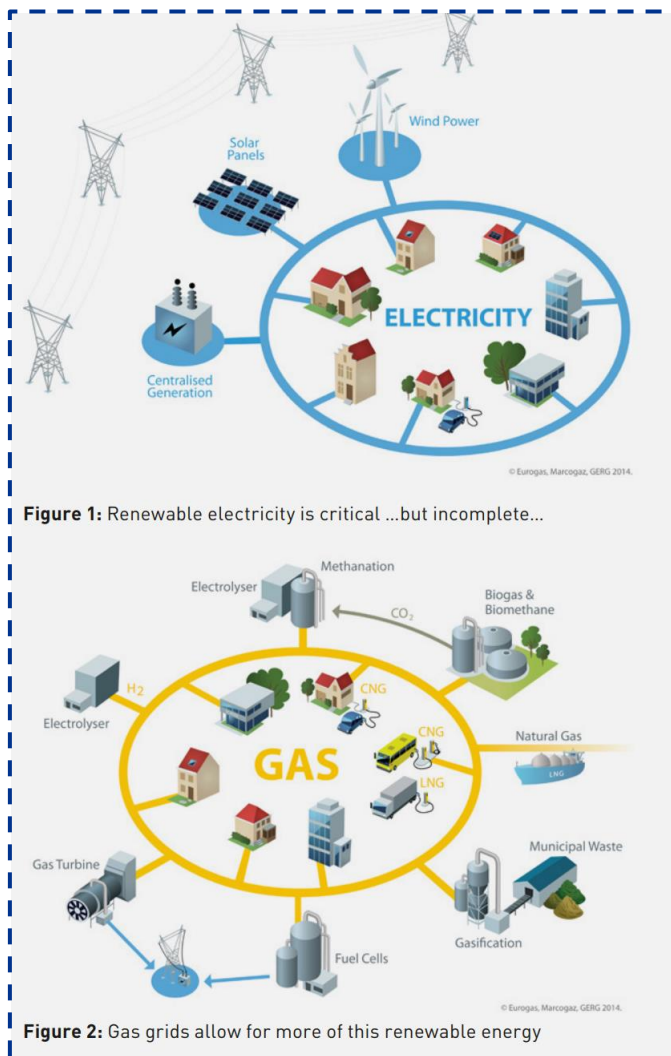 Wind Power
Solar
Panels
ELECTRICITY
Centralised
Generation
© Eurogas, Marcogaz, GERG 2014.
Figure 1: Renewable electricity is critical ...but incomplete...
Methanation
Electrolyser
Biogas &
Biomethane
CO₂
H2
CNG
Electrolyser
CNG
Natural Gas
GAS
LNG
LNG
Municipal Waste
Gas Turbine
Gasification
Fuel Cells
© Eurogas, Marcogaz, GERG 2014.
Figure 2: Gas grids allow for more of this renewable energy